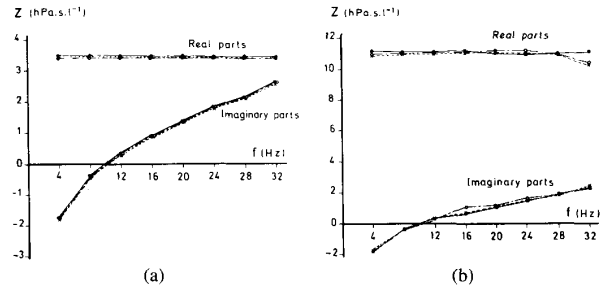 Z (hPa.s.l⁻¹)
4
Real parts
3
2
1
Imaginary parts
0
f (Hz)
4 8 12 16 20 24 28 32
-1
-2
-3
(a)
Z (hPa.s.l⁻¹)
12
Real parts
10
8
6
4
Imaginary parts
2
0
f (Hz)
4 8 12 16 20 24 28 32
-2
(b)